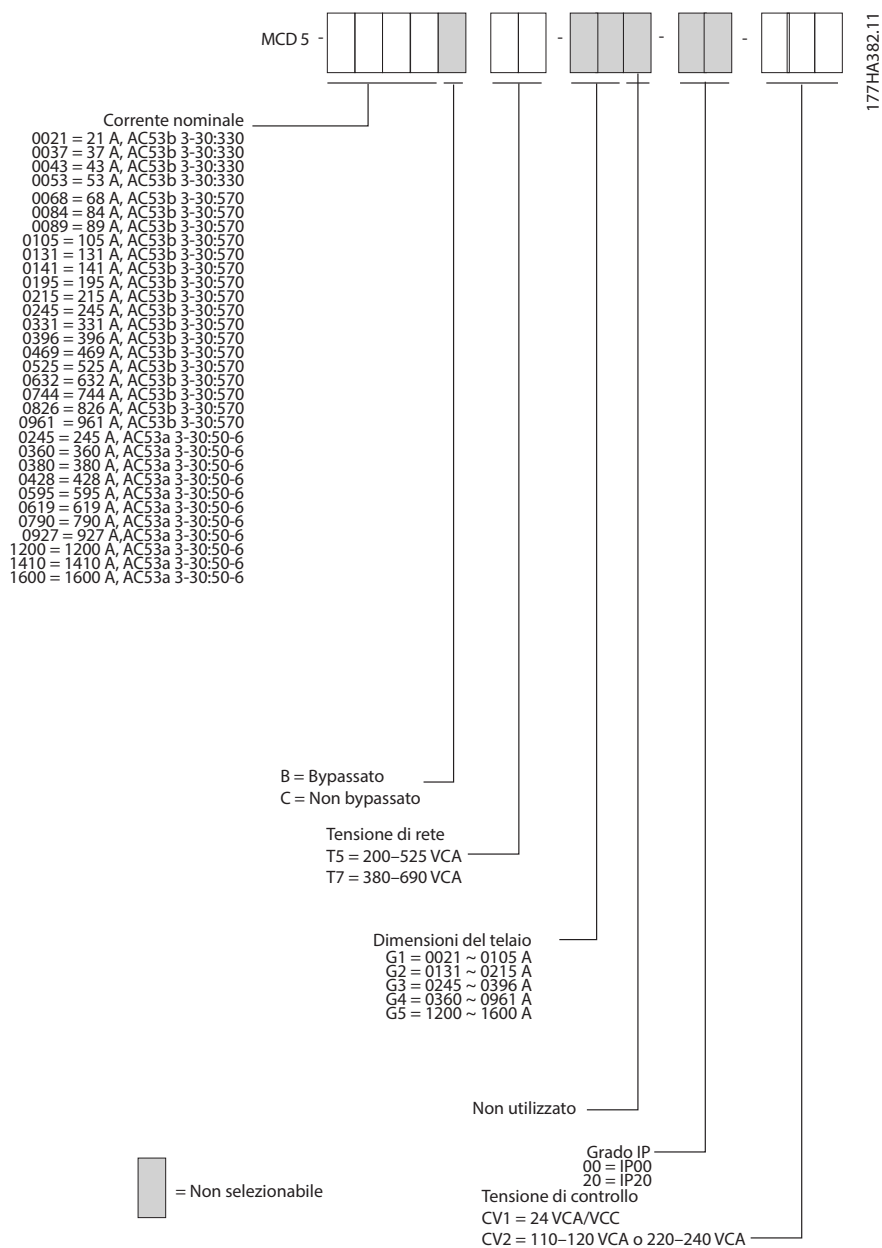 MCD 5 - - - -
177HA382.11
Corrente nominale
0021 = 21 A, AC53b 3-30:330
0037 = 37 A, AC53b 3-30:330
0043 = 43 A, AC53b 3-30:330
0053 = 53 A, AC53b 3-30:330
0068 = 68 A, AC53b 3-30:570
0084 = 84 A, AC53b 3-30:570
0089 = 89 A, AC53b 3-30:570
0105 = 105 A, AC53b 3-30:570
0131 = 131 A, AC53b 3-30:570
0141 = 141 A, AC53b 3-30:570
0195 = 195 A, AC53b 3-30:570
0215 = 215 A, AC53b 3-30:570
0245 = 245 A, AC53b 3-30:570
0331 = 331 A, AC53b 3-30:570
0396 = 396 A, AC53b 3-30:570
0469 = 469 A, AC53b 3-30:570
0525 = 525 A, AC53b 3-30:570
0632 = 632 A, AC53b 3-30:570
0744 = 744 A, AC53b 3-30:570
0826 = 826 A, AC53b 3-30:570
0961 = 961 A, AC53b 3-30:570
0245 = 245 A, AC53a 3-30:50-6
0360 = 360 A, AC53a 3-30:50-6
0380 = 380 A, AC53a 3-30:50-6
0428 = 428 A, AC53a 3-30:50-6
0595 = 595 A, AC53a 3-30:50-6
0619 = 619 A, AC53a 3-30:50-6
0790 = 790 A, AC53a 3-30:50-6
0927 = 927 A,AC53a 3-30:50-6
1200 = 1200 A, AC53a 3-30:50-6
1410 = 1410 A, AC53a 3-30:50-6
1600 = 1600 A, AC53a 3-30:50-6
B = Bypassato
C = Non bypassato
Tensione di rete
T5 = 200–525 VCA
T7 = 380–690 VCA
Dimensioni del telaio
G1 = 0021 ~ 0105 A
G2 = 0131 ~ 0215 A
G3 = 0245 ~ 0396 A
G4 = 0360 ~ 0961 A
G5 = 1200 ~ 1600 A
Non utilizzato
Grado IP
00 = IP00
20 = IP20
= Non selezionabile
Tensione di controllo
CV1 = 24 VCA/VCC
CV2 = 110–120 VCA o 220–240 VCA